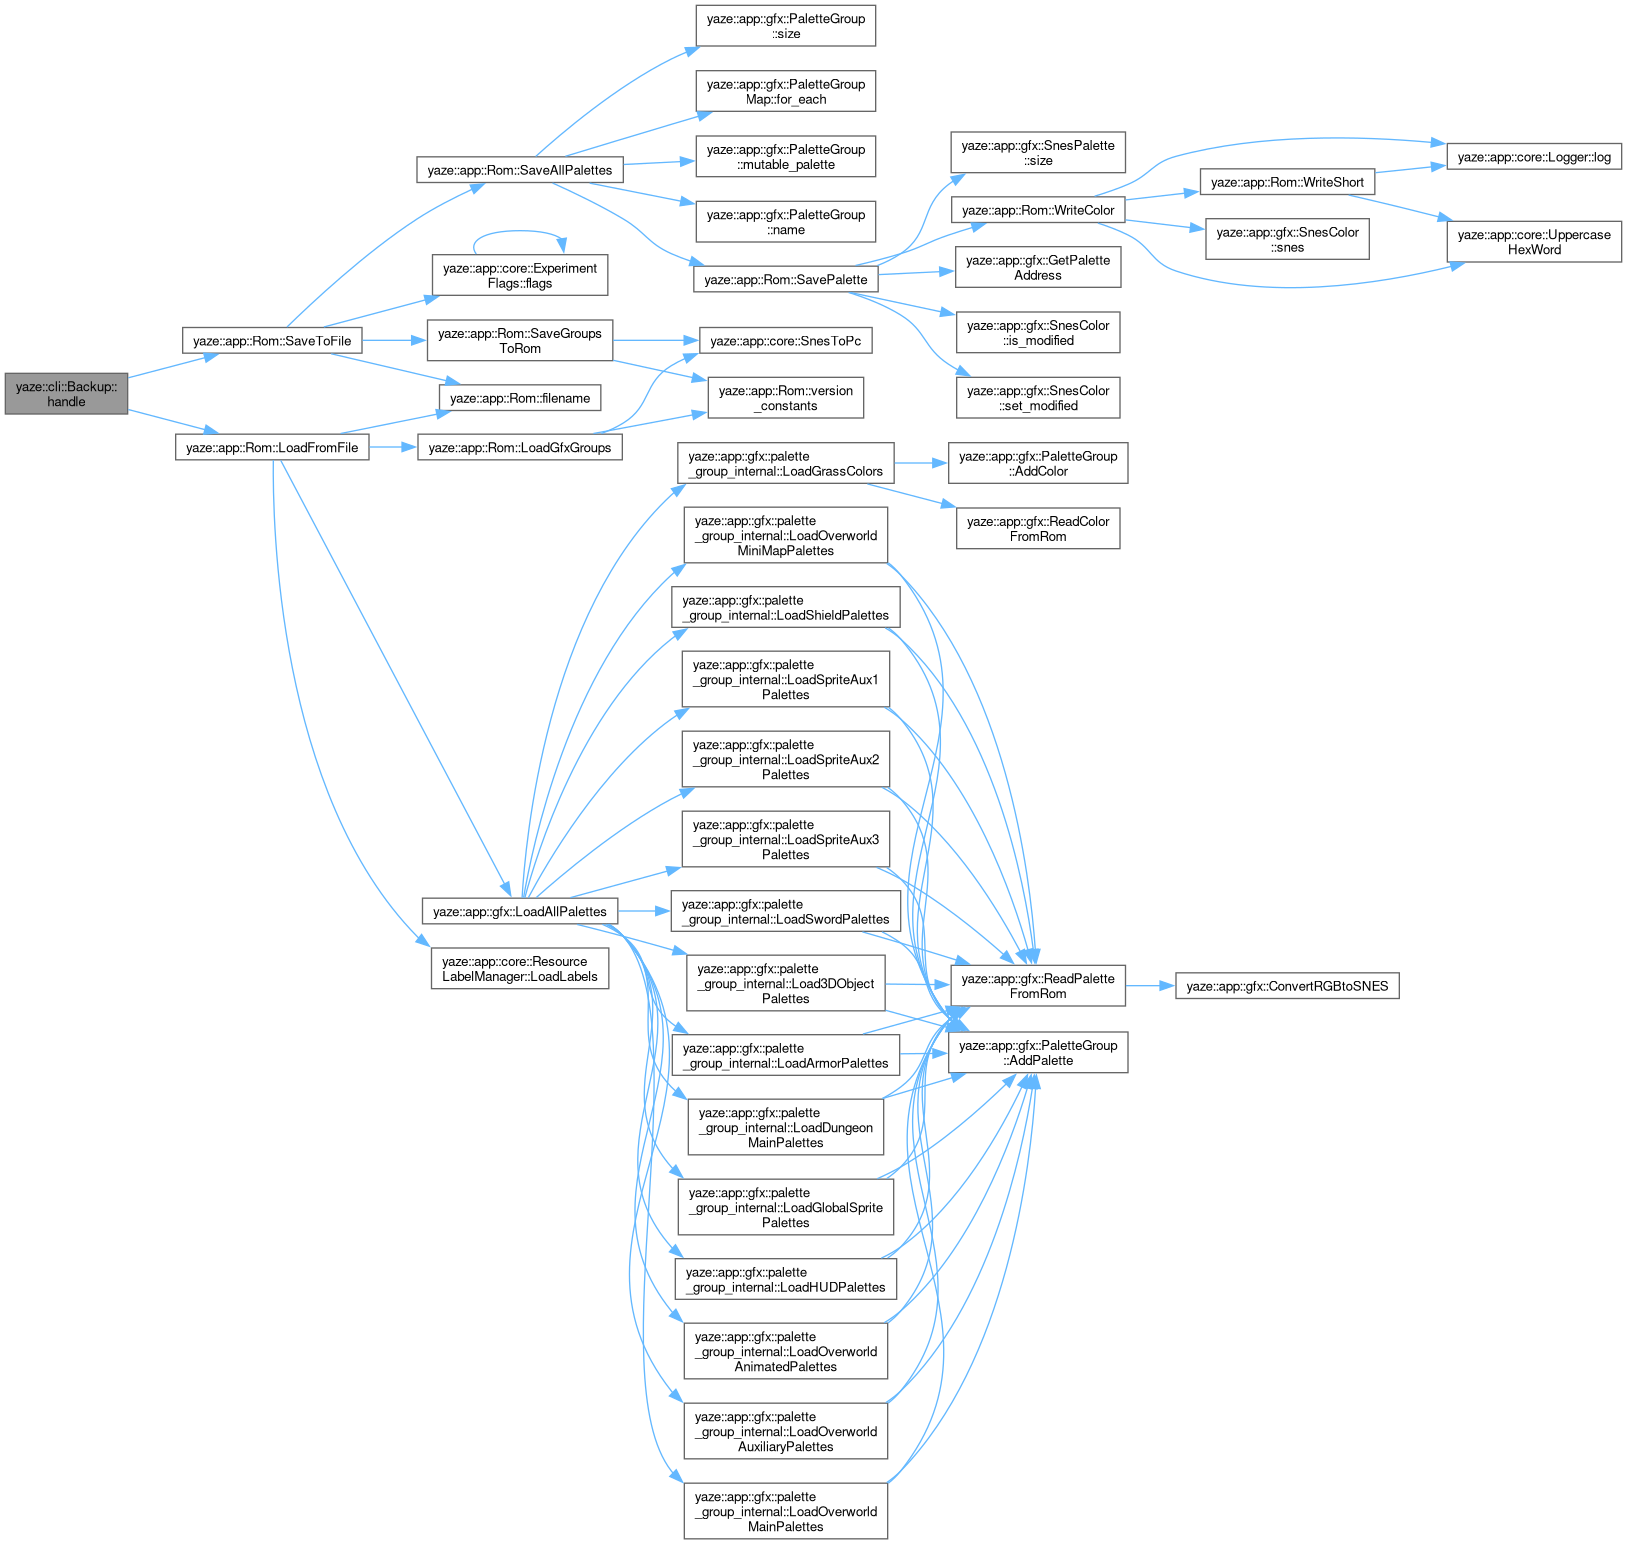 yaze::cli::Backup::
handle
yaze::app::Rom::SaveToFile
yaze::app::Rom::LoadFromFile
yaze::app::Rom::SaveAllPalettes
yaze::app::core::Experiment
Flags::flags
yaze::app::Rom::SaveGroups
ToRom
yaze::app::Rom::filename
yaze::app::Rom::LoadGfxGroups
yaze::app::gfx::LoadAllPalettes
yaze::app::core::Resource
LabelManager::LoadLabels
yaze::app::gfx::PaletteGroup
::size
yaze::app::gfx::PaletteGroup
Map::for_each
yaze::app::gfx::PaletteGroup
::mutable_palette
yaze::app::gfx::PaletteGroup
::name
yaze::app::Rom::SavePalette
yaze::app::core::SnesToPc
yaze::app::Rom::version
_constants
yaze::app::gfx::palette
_group_internal::LoadGrassColors
yaze::app::gfx::palette
_group_internal::LoadOverworld
MiniMapPalettes
yaze::app::gfx::palette
_group_internal::LoadShieldPalettes
yaze::app::gfx::palette
_group_internal::LoadSpriteAux1
Palettes
yaze::app::gfx::palette
_group_internal::LoadSpriteAux2
Palettes
yaze::app::gfx::palette
_group_internal::LoadSpriteAux3
Palettes
yaze::app::gfx::palette
_group_internal::LoadSwordPalettes
yaze::app::gfx::palette
_group_internal::Load3DObject
Palettes
yaze::app::gfx::palette
_group_internal::LoadArmorPalettes
yaze::app::gfx::palette
_group_internal::LoadDungeon
MainPalettes
yaze::app::gfx::palette
_group_internal::LoadGlobalSprite
Palettes
yaze::app::gfx::palette
_group_internal::LoadHUDPalettes
yaze::app::gfx::palette
_group_internal::LoadOverworld
AnimatedPalettes
yaze::app::gfx::palette
_group_internal::LoadOverworld
AuxiliaryPalettes
yaze::app::gfx::palette
_group_internal::LoadOverworld
MainPalettes
yaze::app::gfx::SnesPalette
::size
yaze::app::Rom::WriteColor
yaze::app::gfx::GetPalette
Address
yaze::app::gfx::SnesColor
::is_modified
yaze::app::gfx::SnesColor
::set_modified
yaze::app::gfx::PaletteGroup
::AddColor
yaze::app::gfx::ReadColor
FromRom
yaze::app::gfx::ReadPalette
FromRom
yaze::app::gfx::PaletteGroup
::AddPalette
yaze::app::Rom::WriteShort
yaze::app::gfx::SnesColor
::snes
yaze::app::gfx::ConvertRGBtoSNES
yaze::app::core::Logger::log
yaze::app::core::Uppercase
HexWord